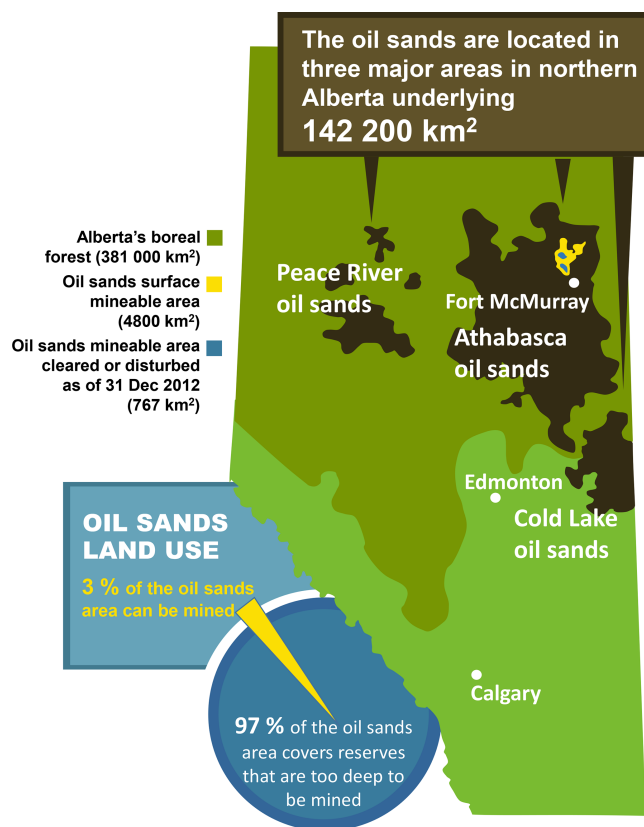 The oil sands are located in
three major areas in northern
Alberta underlying
142 200 km²
Alberta's boreal
forest (381 000 km²)
Oil sands surface
mineable area
(4800 km²)
Oil sands mineable area
cleared or disturbed
as of 31 Dec 2012
(767 km²)
Peace River
oil sands
Fort McMurray
Athabasca
oil sands
Edmonton
Cold Lake
oil sands
Calgary
OIL SANDS
LAND USE
3 % of the oil sands
area can be mined
97 % of the oil sands
area covers reserves
that are too deep to
be mined